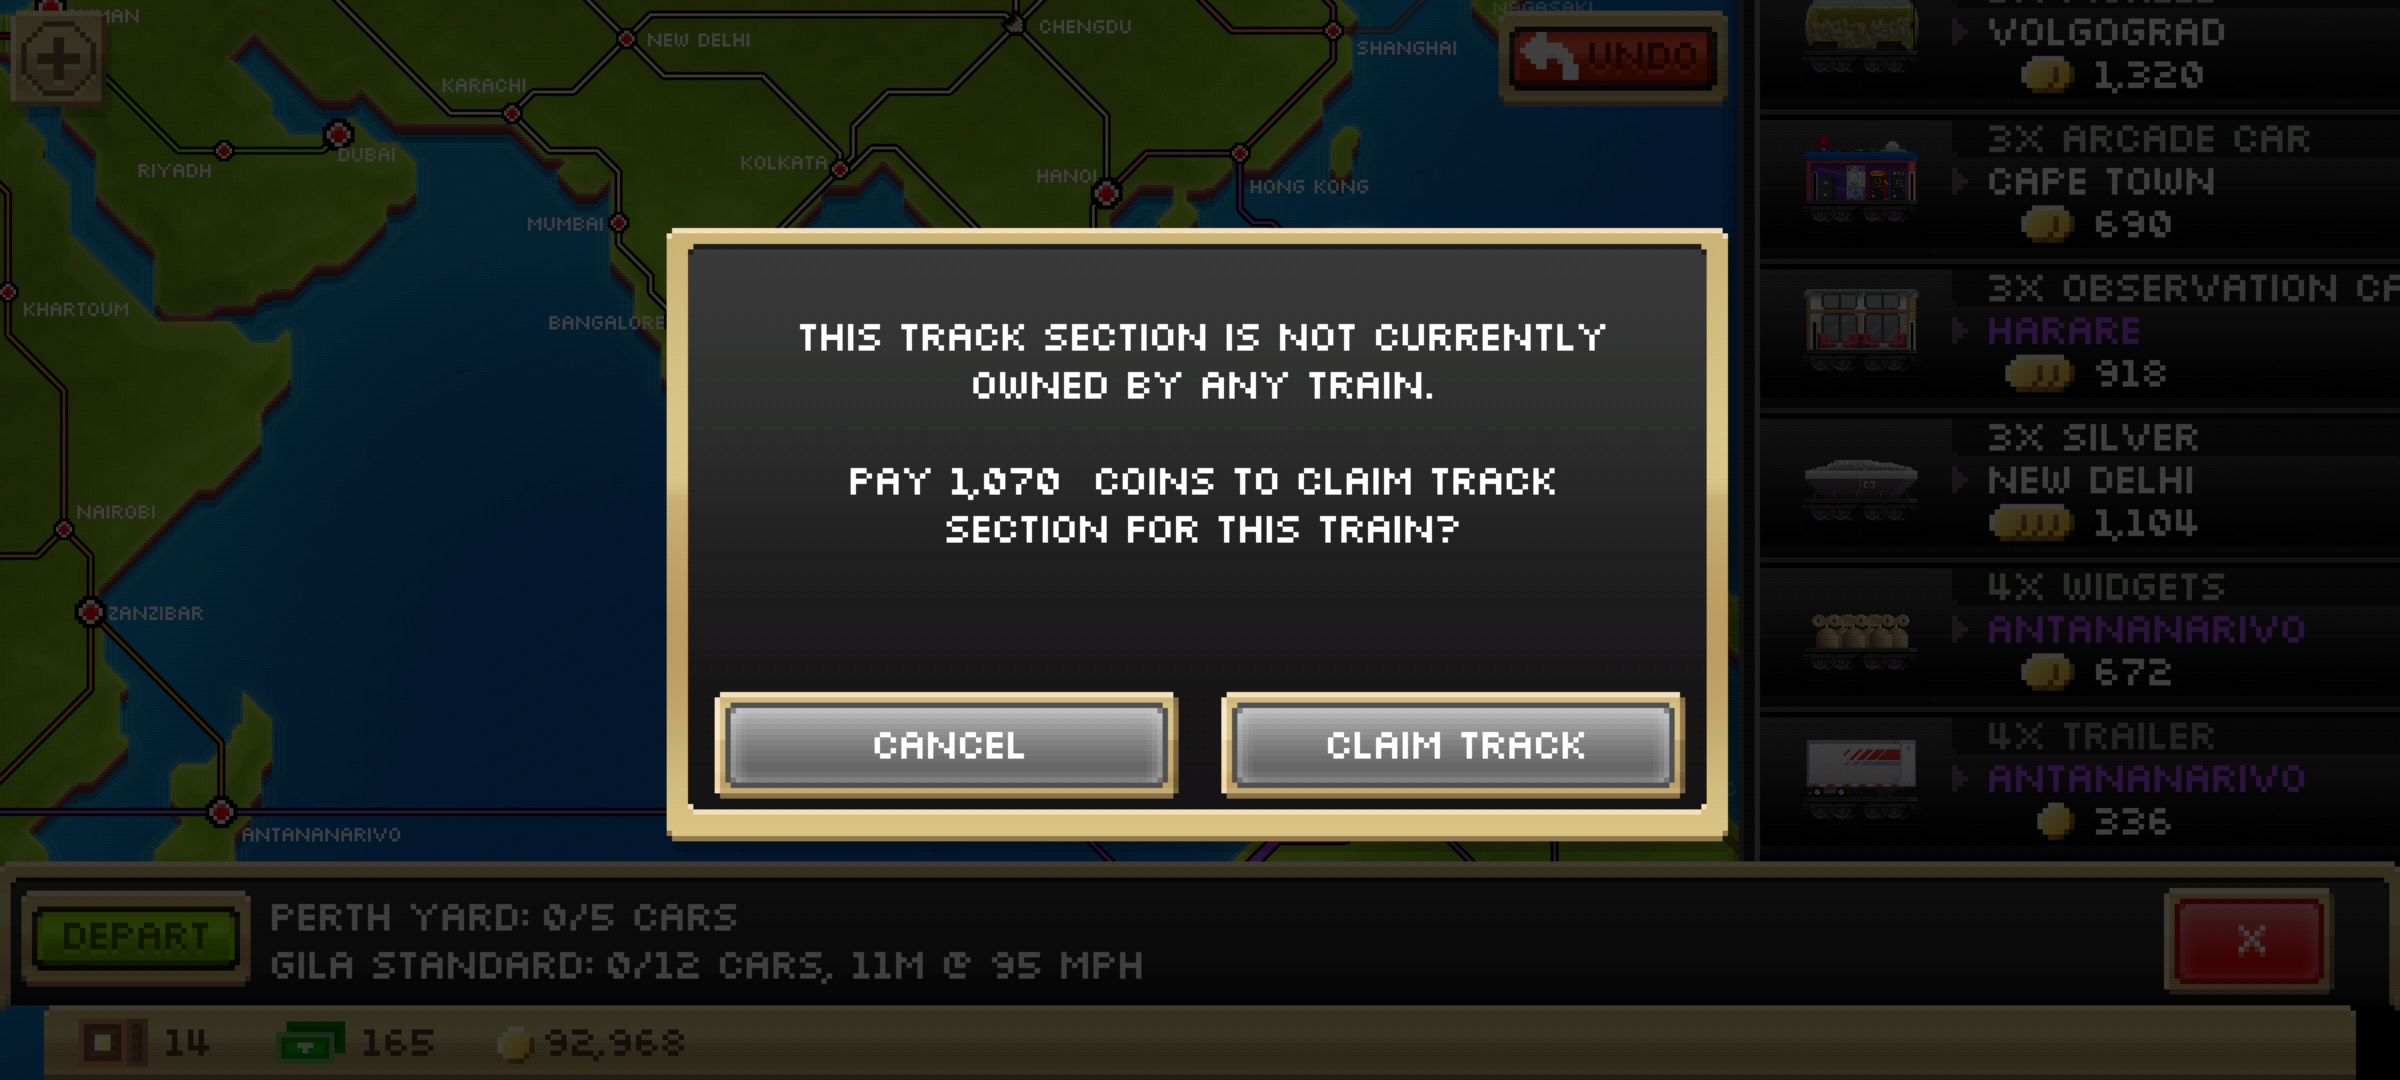 NEW DELHI
CHENGDU
NAGASAKI
SHANGHAI
UNDO
KARACHI
RIYADH
DUBAI
KOLKATA
HANOI
HONG KONG
MUMBAI
KHARTOUM
BANGALORE
NAIROBI
ZANZIBAR
ANTANANARIVO
THIS TRACK SECTION IS NOT CURRENTLY
OWNED BY ANY TRAIN.
PAY 1,070 COINS TO CLAIM TRACK
SECTION FOR THIS TRAIN?
CANCEL
CLAIM TRACK
VOLGOGRAD
1,320
3X ARCADE CAR
CAPE TOWN
690
3X OBSERVATION CA
HARARE
918
3X SILVER
NEW DELHI
1,104
4X WIDGETS
ANTANANARIVO
672
4X TRAILER
ANTANANARIVO
336
DEPART
PERTH YARD: 0/5 CARS
GILA STANDARD: 0/12 CARS, 11M @ 95 MPH
X
14
165
92,968